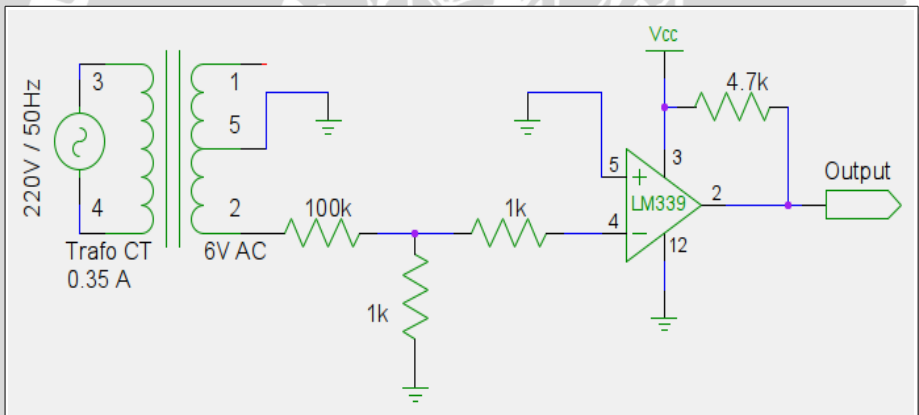 220V / 50Hz
3
4
Trafo CT
0.35 A
1
5
2
6V AC
100k
1k
1k
Vcc
4.7k
5
+
4
−
LM339
3
2
12
Output